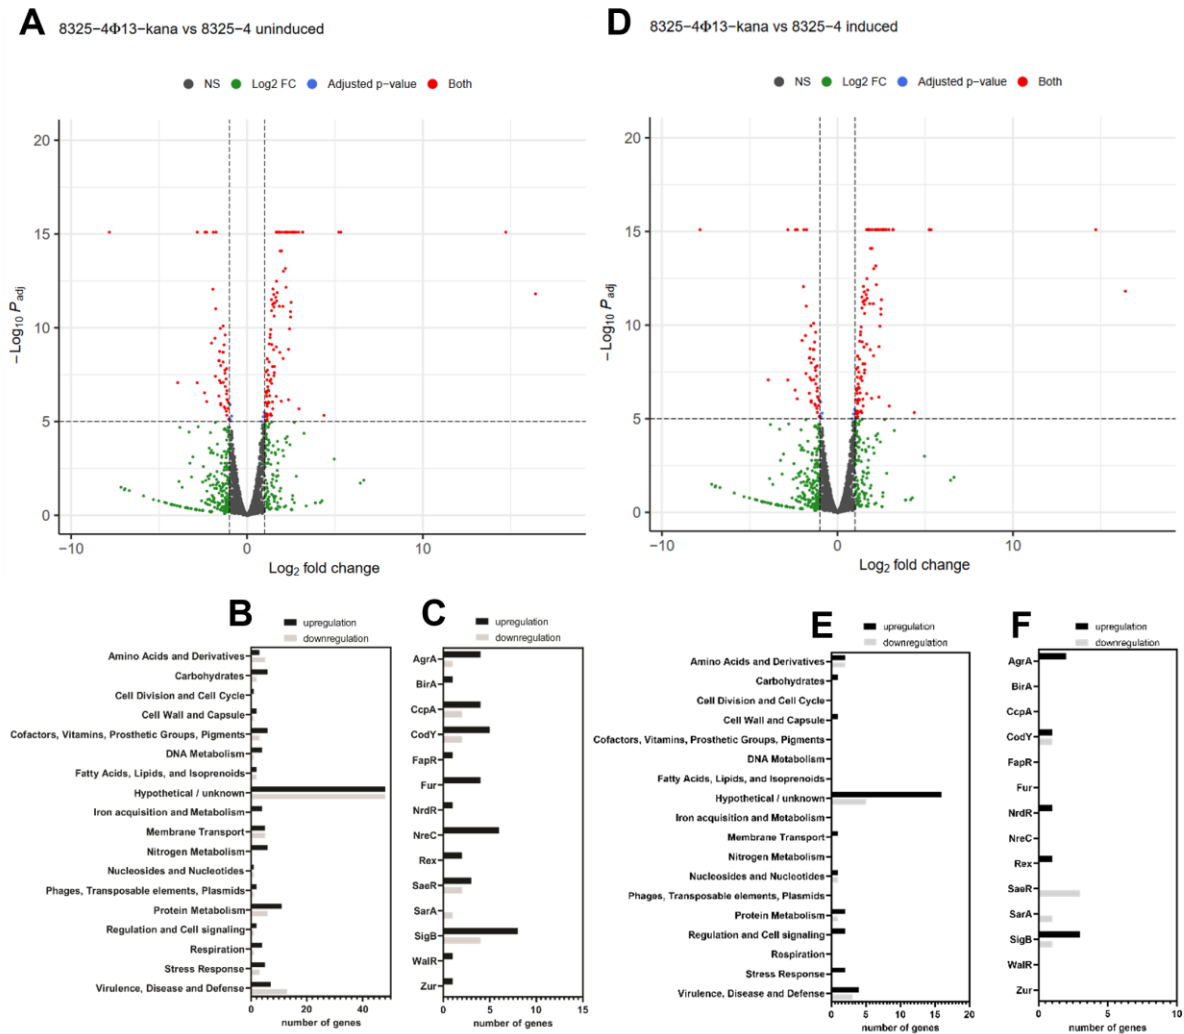 A 8325-4Φ13-kana vs 8325-4 uninduced
NS Log2 FC Adjusted p-value Both
20
15
10
5
0
−Log10 Padj
−10 0 10
Log2 fold change
D 8325-4Φ13-kana vs 8325-4 induced
NS Log2 FC Adjusted p-value Both
20
15
10
5
0
−Log10 Padj
−10 0 10
Log2 fold change
B
upregulation
downregulation
Amino Acids and Derivatives
Carbohydrates
Cell Division and Cell Cycle
Cell Wall and Capsule
Cofactors, Vitamins, Prosthetic Groups, Pigments
DNA Metabolism
Fatty Acids, Lipids, and Isoprenoids
Hypothetical / unknown
Iron acquisition and Metabolism
Membrane Transport
Nitrogen Metabolism
Nucleosides and Nucleotides
Phages, Transposable elements, Plasmids
Protein Metabolism
Regulation and Cell signaling
Respiration
Stress Response
Virulence, Disease and Defense
0 20 40
number of genes
C
upregulation
downregulation
AgrA
BirA
CcpA
CodY
FapR
Fur
NrdR
NreC
Rex
SaeR
SarA
SigB
WalR
Zur
0 5 10 15
number of genes
E
upregulation
downregulation
Amino Acids and Derivatives
Carbohydrates
Cell Division and Cell Cycle
Cell Wall and Capsule
Cofactors, Vitamins, Prosthetic Groups, Pigments
DNA Metabolism
Fatty Acids, Lipids, and Isoprenoids
Hypothetical / unknown
Iron acquisition and Metabolism
Membrane Transport
Nitrogen Metabolism
Nucleosides and Nucleotides
Phages, Transposable elements, Plasmids
Protein Metabolism
Regulation and Cell signaling
Respiration
Stress Response
Virulence, Disease and Defense
0 5 10 15 20
number of genes
F
upregulation
downregulation
AgrA
BirA
CcpA
CodY
FapR
Fur
NrdR
NreC
Rex
SaeR
SarA
SigB
WalR
Zur
0 5 10
number of genes